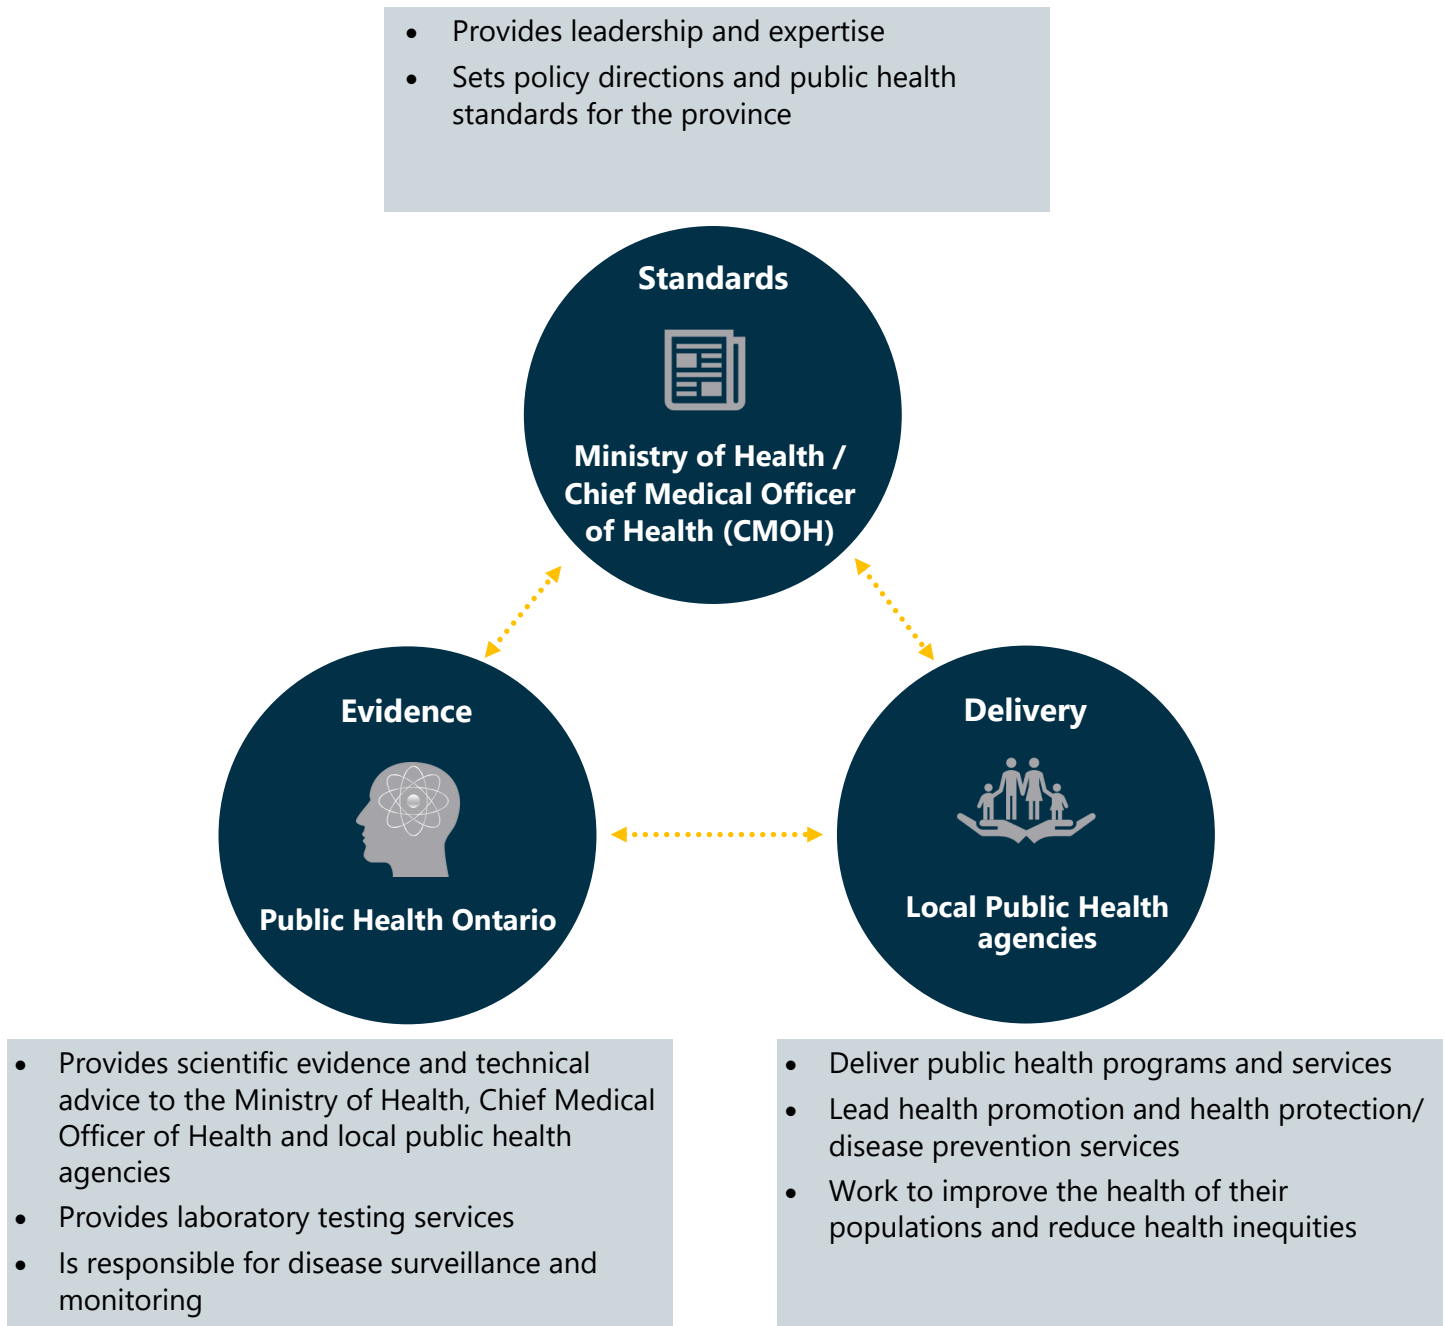 • Provides leadership and expertise
• Sets policy directions and public health
standards for the province
Standards
Ministry of Health /
Chief Medical Officer
of Health (CMOH)
Evidence
Public Health Ontario
Delivery
Local Public Health
agencies
• Provides scientific evidence and technical
advice to the Ministry of Health, Chief Medical
Officer of Health and local public health
agencies
• Provides laboratory testing services
• Is responsible for disease surveillance and
monitoring
• Deliver public health programs and services
• Lead health promotion and health protection/
disease prevention services
• Work to improve the health of their
populations and reduce health inequities